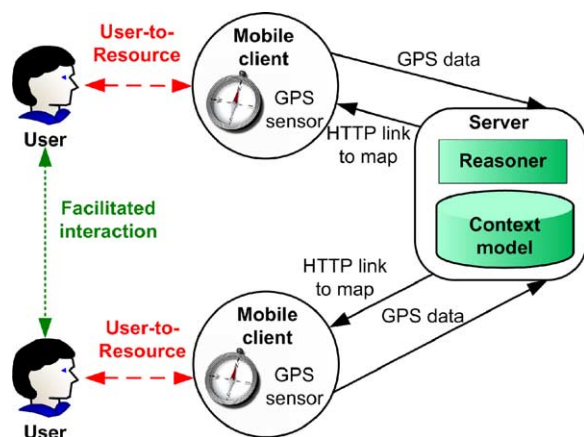 User-to-
Resource
Mobile
client
GPS
sensor
GPS data
User
HTTP link
to map
Server
Reasoner
Context
model
Facilitated
interaction
HTTP link
to map
GPS data
User-to-
Resource
Mobile
client
GPS
sensor
User